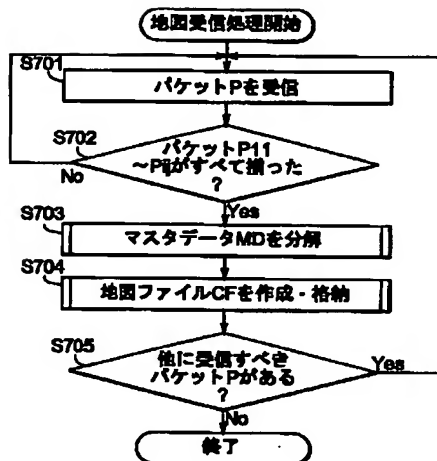 地図受信処理開始
S701
パケットPを受信
S702
パケットP11
~Pijがすべて揃った
?
No
Yes
S703
マスタデータMDを分解
S704
地図ファイルCFを作成・格納
S705
他に受信すべき
パケットPがある
?
Yes
No
終了